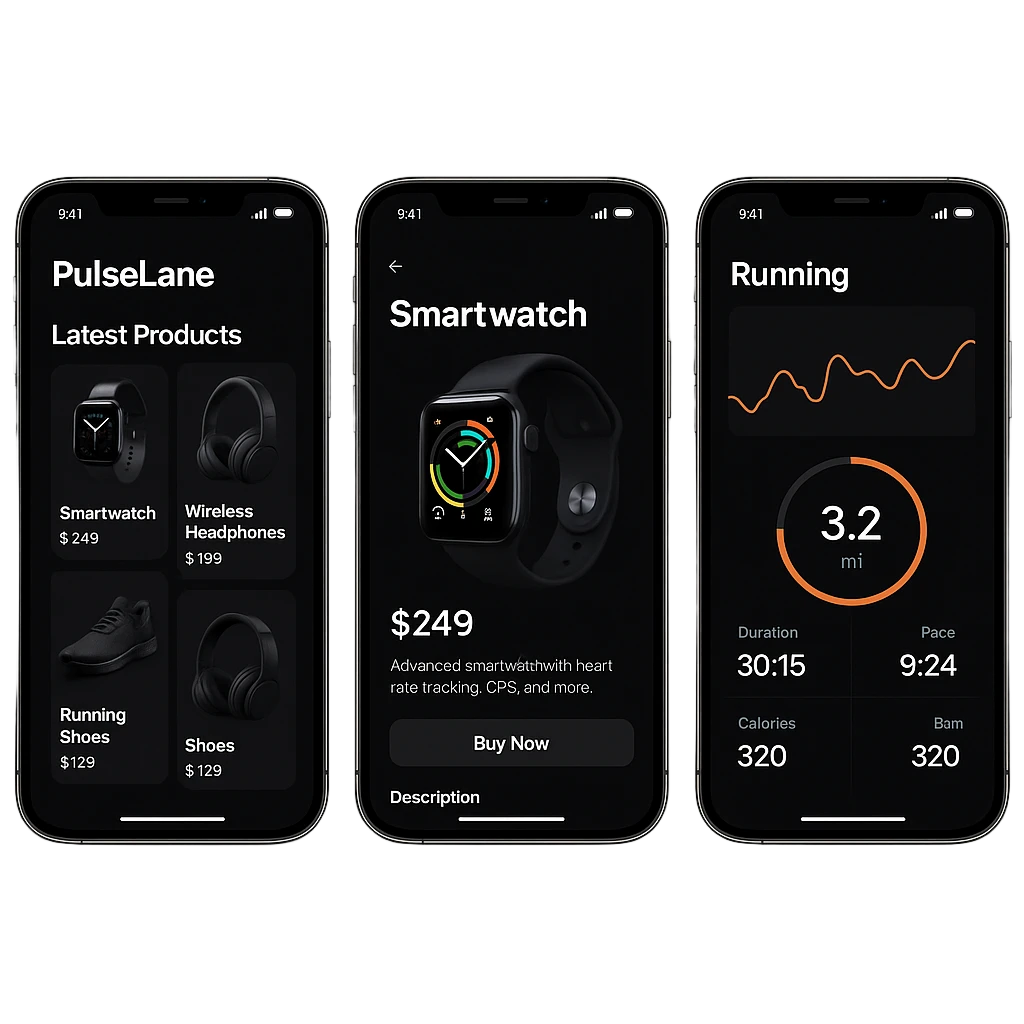 9:41
PulseLane
Latest Products
Smartwatch
$ 249
Wireless
Headphones
$ 199
Running
Shoes
$129
Shoes
$ 129
9:41
Smartwatch
$249
Advanced smartwathwith heart
rate tracking. CPS, and more.
Buy Now
Description
9:41
Running
3.2
mi
Duration
30:15
Pace
9:24
Calories
320
Bam
320